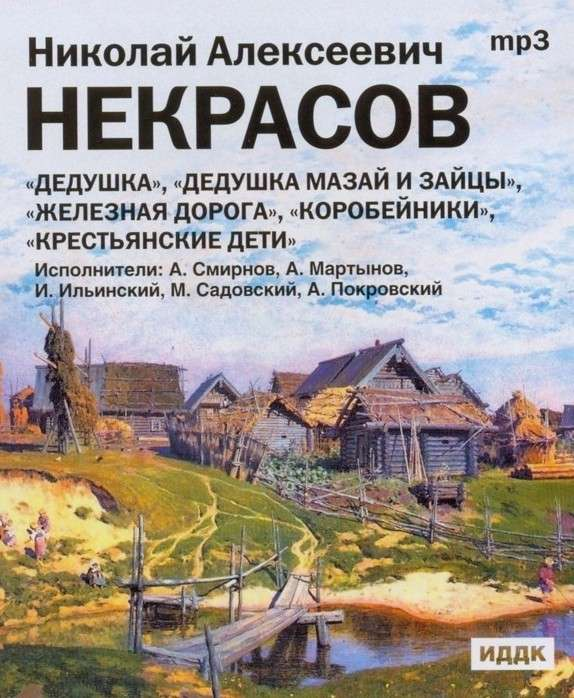 Николай Алексеевич
mp3
НЕКРАСОВ
«ДЕДУШКА», «ДЕДУШКА МАЗАЙ И ЗАЙЦЫ»,
«ЖЕЛЕЗНАЯ ДОРОГА», «КОРОБЕЙНИКИ»,
«КРЕСТЬЯНСКИЕ ДЕТИ»
Исполнители: А. Смирнов, А. Мартынов,
И. Ильинский, М. Садовский, А. Покровский
ИДДК